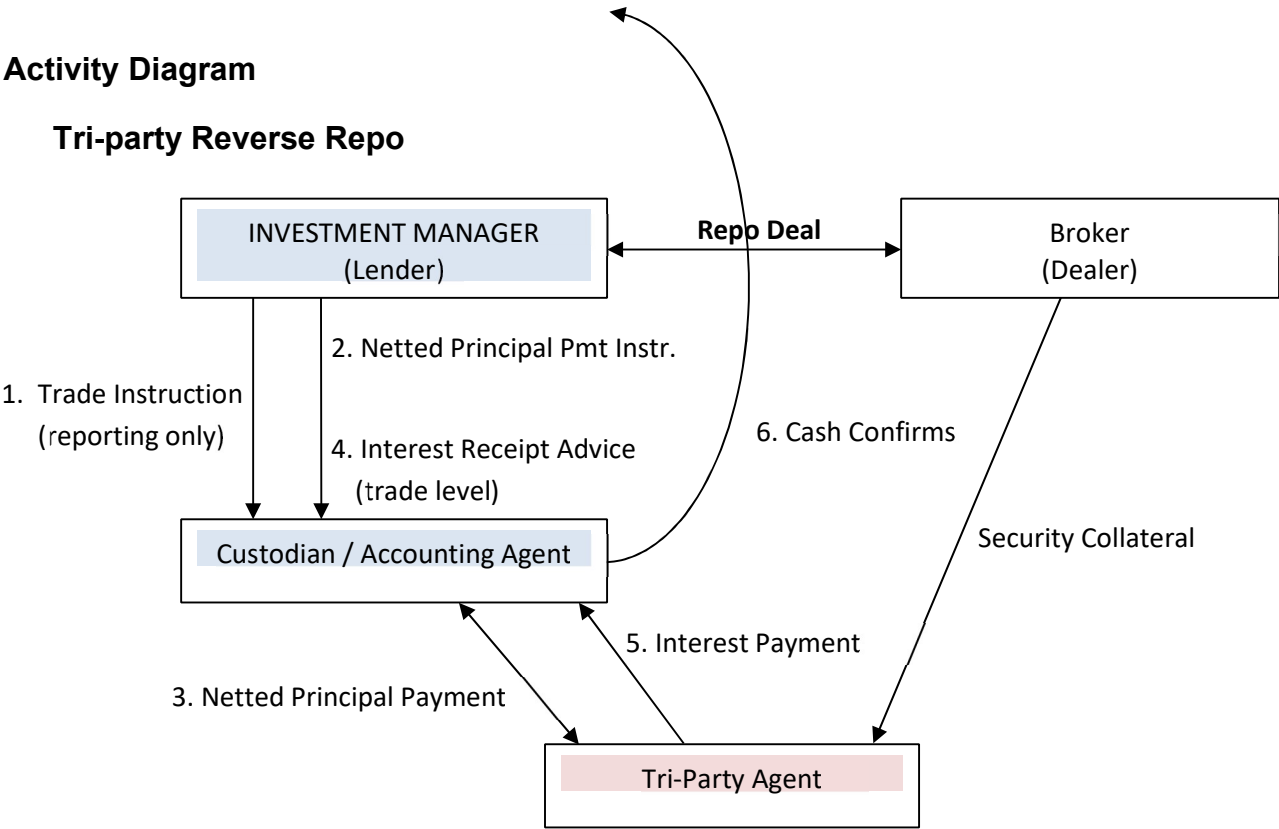 Activity Diagram
Tri-party Reverse Repo
INVESTMENT MANAGER
(Lender)
Repo Deal
Broker
(Dealer)
2. Netted Principal Pmt Instr.
1. Trade Instruction
(reporting only)
4. Interest Receipt Advice
(trade level)
6. Cash Confirms
Custodian / Accounting Agent
Security Collateral
5. Interest Payment
3. Netted Principal Payment
Tri-Party Agent